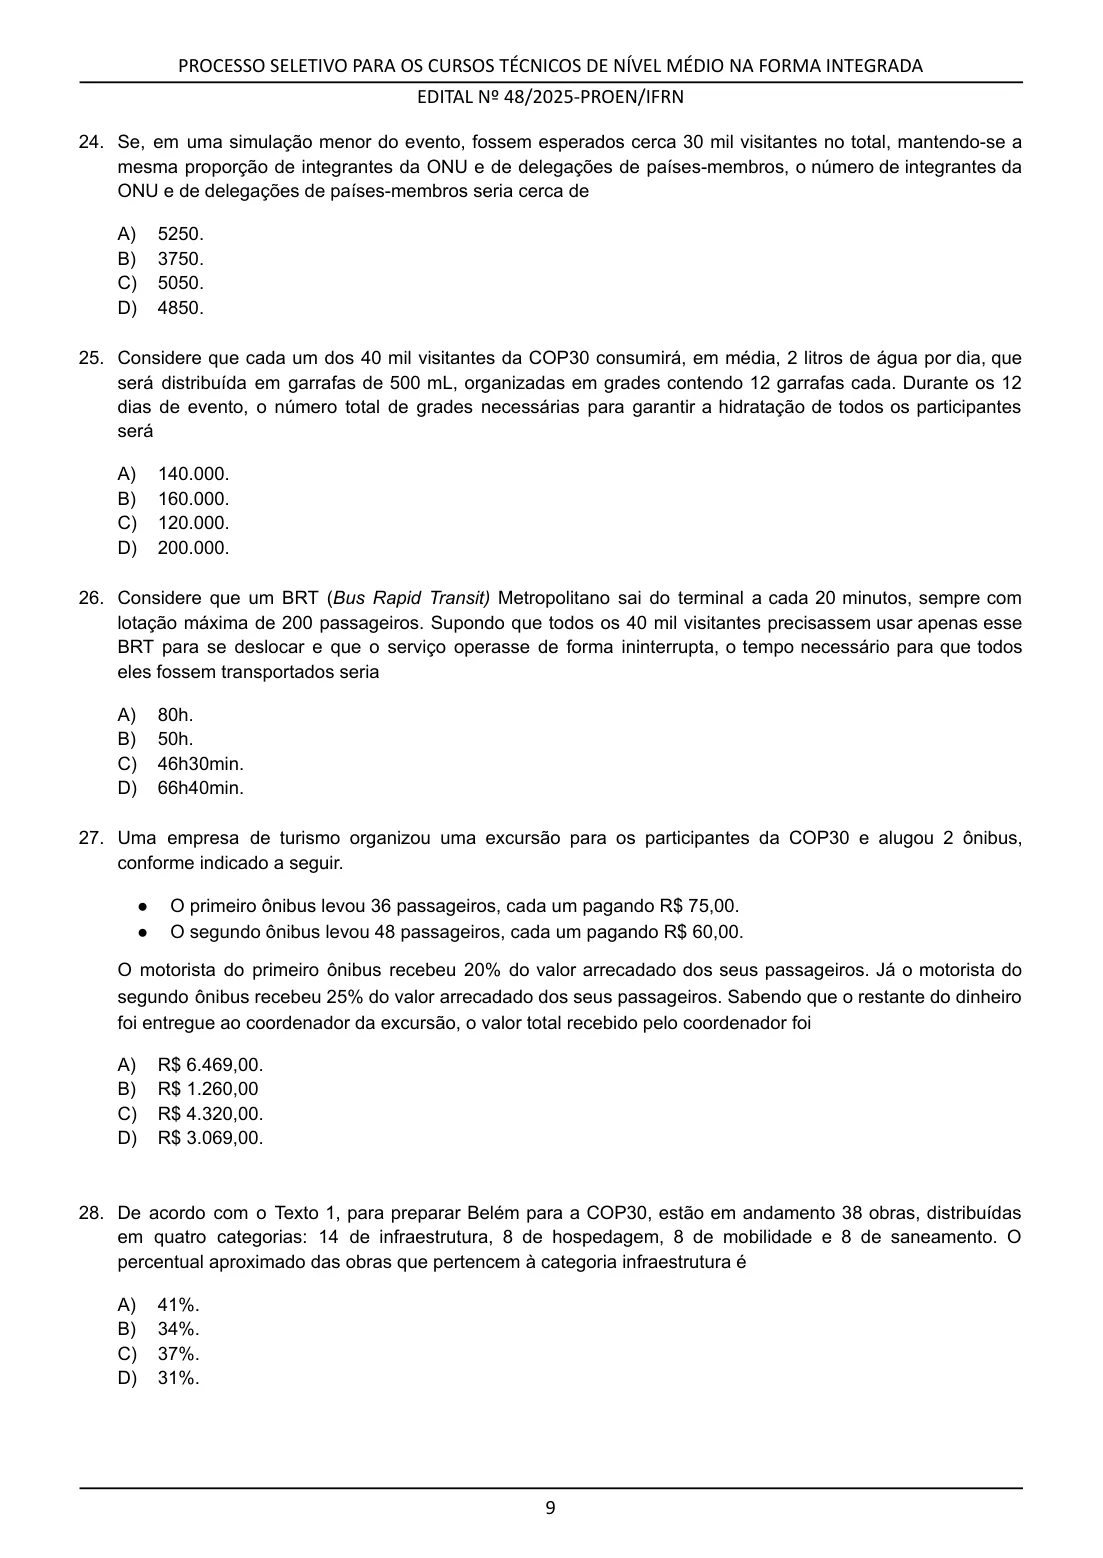 PROCESSO SELETIVO PARA OS CURSOS TÉCNICOS DE NÍVEL MÉDIO NA FORMA INTEGRADA
EDITAL Nº 48/2025-PROEN/IFRN
24. Se, em uma simulação menor do evento, fossem esperados cerca 30 mil visitantes no total, mantendo-se a
mesma proporção de integrantes da ONU e de delegações de países-membros, o número de integrantes da
ONU e de delegações de países-membros seria cerca de
A) 5250.
B) 3750.
C) 5050.
D) 4850.
25. Considere que cada um dos 40 mil visitantes da COP30 consumirá, em média, 2 litros de água por dia, que
será distribuída em garrafas de 500 mL, organizadas em grades contendo 12 garrafas cada. Durante os 12
dias de evento, o número total de grades necessárias para garantir a hidratação de todos os participantes
será
A) 140.000.
B) 160.000.
C) 120.000.
D) 200.000.
26. Considere que um BRT (Bus Rapid Transit) Metropolitano sai do terminal a cada 20 minutos, sempre com
lotação máxima de 200 passageiros. Supondo que todos os 40 mil visitantes precisassem usar apenas esse
BRT para se deslocar e que o serviço operasse de forma ininterrupta, o tempo necessário para que todos
eles fossem transportados seria
A) 80h.
B) 50h.
C) 46h30min.
D) 66h40min.
27. Uma empresa de turismo organizou uma excursão para os participantes da COP30 e alugou 2 ônibus,
conforme indicado a seguir.
● O primeiro ônibus levou 36 passageiros, cada um pagando R$ 75,00.
● O segundo ônibus levou 48 passageiros, cada um pagando R$ 60,00.
O motorista do primeiro ônibus recebeu 20% do valor arrecadado dos seus passageiros. Já o motorista do
segundo ônibus recebeu 25% do valor arrecadado dos seus passageiros. Sabendo que o restante do dinheiro
foi entregue ao coordenador da excursão, o valor total recebido pelo coordenador foi
A) R$ 6.469,00.
B) R$ 1.260,00
C) R$ 4.320,00.
D) R$ 3.069,00.
28. De acordo com o Texto 1, para preparar Belém para a COP30, estão em andamento 38 obras, distribuídas
em quatro categorias: 14 de infraestrutura, 8 de hospedagem, 8 de mobilidade e 8 de saneamento. O
percentual aproximado das obras que pertencem à categoria infraestrutura é
A) 41%.
B) 34%.
C) 37%.
D) 31%.
9